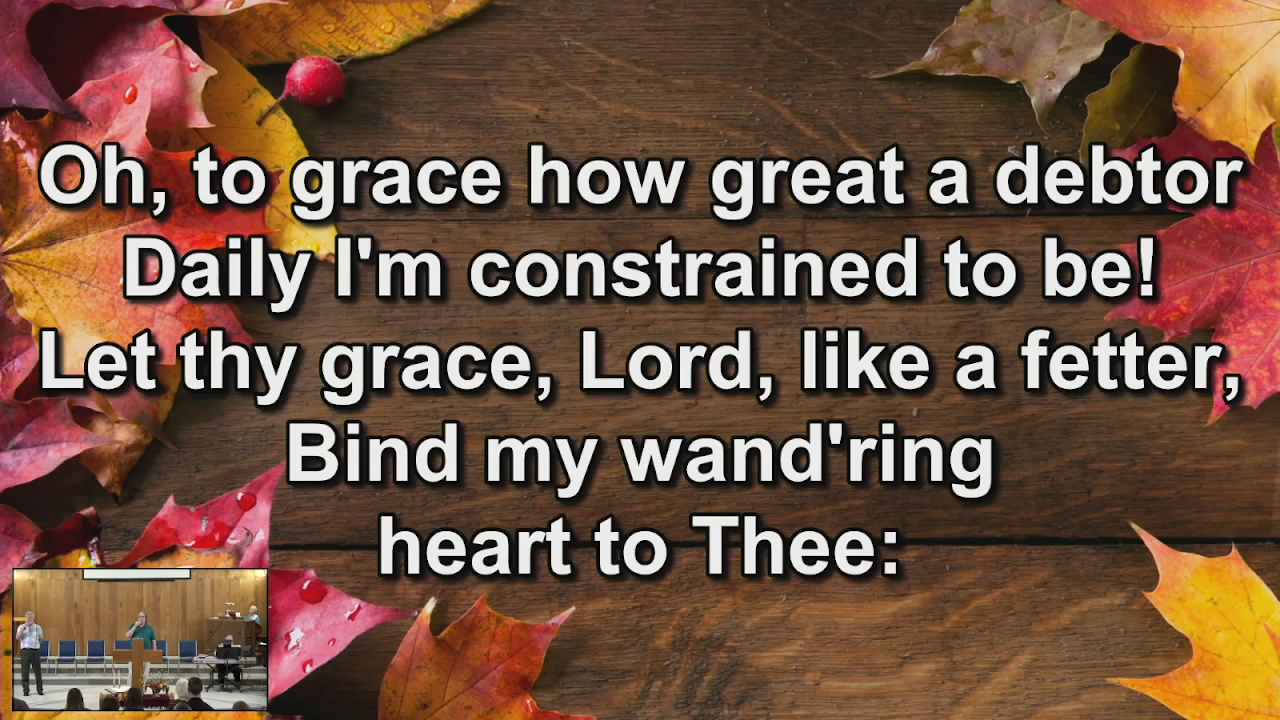 Oh, to grace how great a debtor
Daily I'm constrained to be!
Let thy grace, Lord, like a fetter,
Bind my wand'ring
heart to Thee: